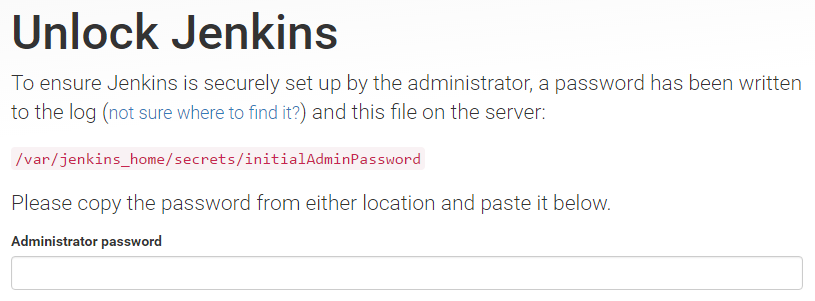 Unlock Jenkins
To ensure Jenkins is securely set up by the administrator, a password has been written
to the log (not sure where to find it?) and this file on the server:
/var/jenkins_home/secrets/initialAdminPassword
Please copy the password from either location and paste it below.
Administrator password